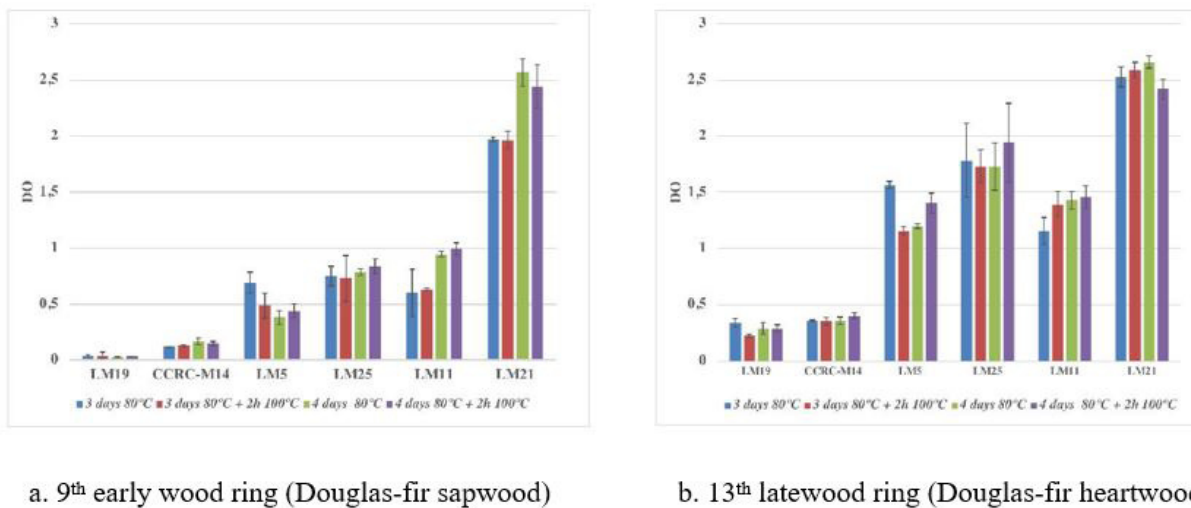 3
2,5
2
1,5
1
0,5
0
DO
LM19 CCRC-M14 LM5 LM25 LM11 LM21
3 days 80°C 3 days 80°C + 2h 100°C 4 days 80°C 4 days 80°C + 2h 100°C
3
2,5
2
1,5
1
0,5
0
DO
LM19 CCRC-M14 LM5 LM25 LM11 LM21
3 days 80°C 3 days 80°C + 2h 100°C 4 days 80°C 4 days 80°C + 2h 100°C
a. 9th early wood ring (Douglas-fir sapwood)
b. 13th latewood ring (Douglas-fir heartwood